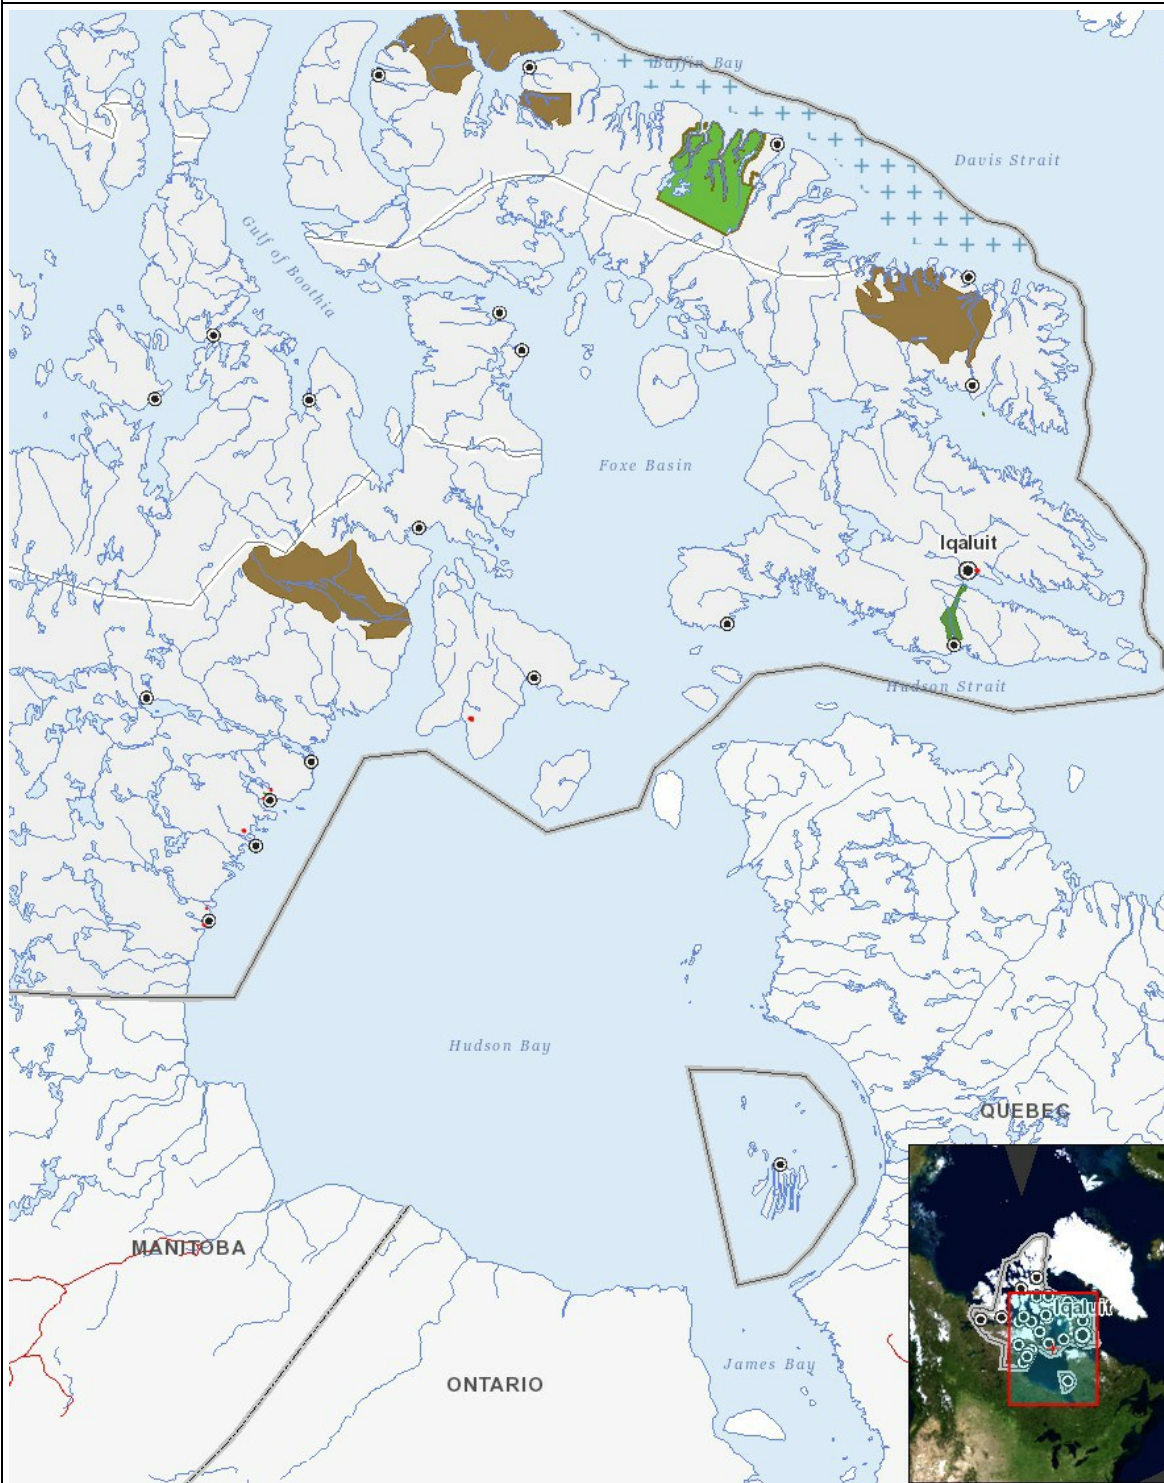 Baffin Bay
Davis Strait
Gulf of Boothia
Foxe Basin
Iqaluit
Hudson Strait
Hudson Bay
QUEBEC
MANITOBA
James Bay
ONTARIO
Iqaluit